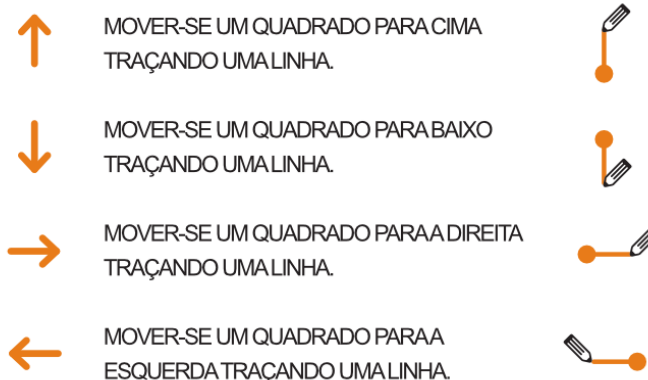 MOVER-SE UM QUADRADO PARA CIMA
TRAÇANDO UMA LINHA.
MOVER-SE UM QUADRADO PARA BAIXO
TRAÇANDO UMA LINHA.
MOVER-SE UM QUADRADO PARA A DIREITA
TRAÇANDO UMA LINHA.
MOVER-SE UM QUADRADO PARA A
ESQUERDA TRAÇANDO UMA LINHA.